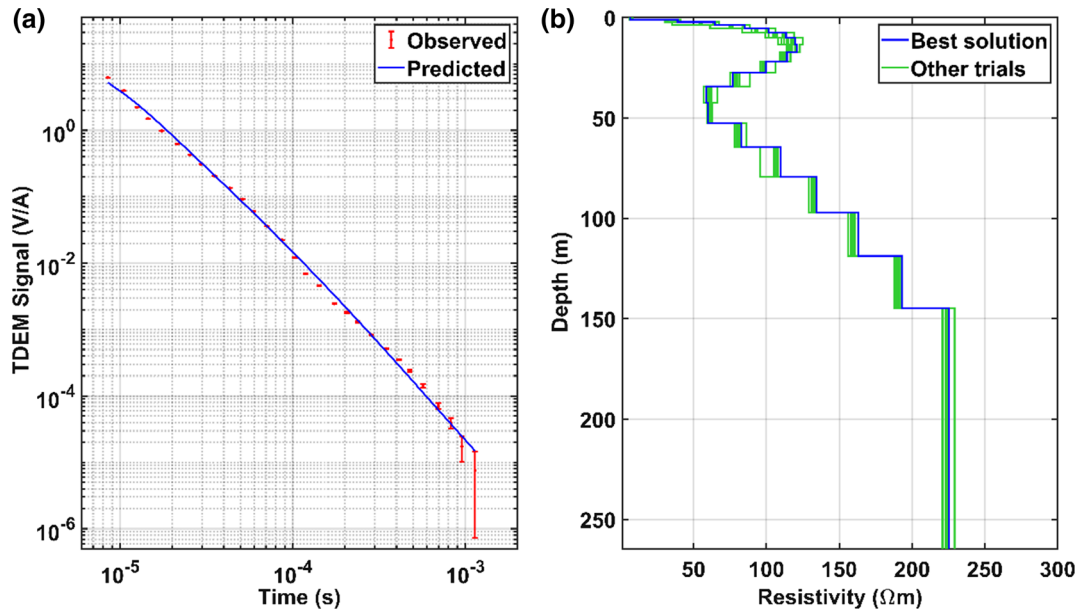 (a)
Observed
Predicted
TDEM Signal (V/A)
10^0
10^-2
10^-4
10^-6
10^-5
10^-4
10^-3
Time (s)
(b)
Best solution
Other trials
Depth (m)
0
50
100
150
200
250
50
100
150
200
250
300
Resistivity (Ωm)